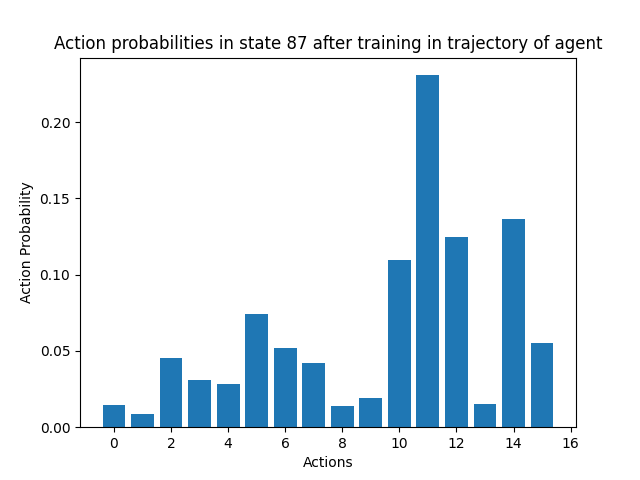 Action probabilities in state 87 after training in trajectory of agent
0.20
0.15
0.10
0.05
0.00
Action Probability
0 2 4 6 8 10 12 14 16
Actions